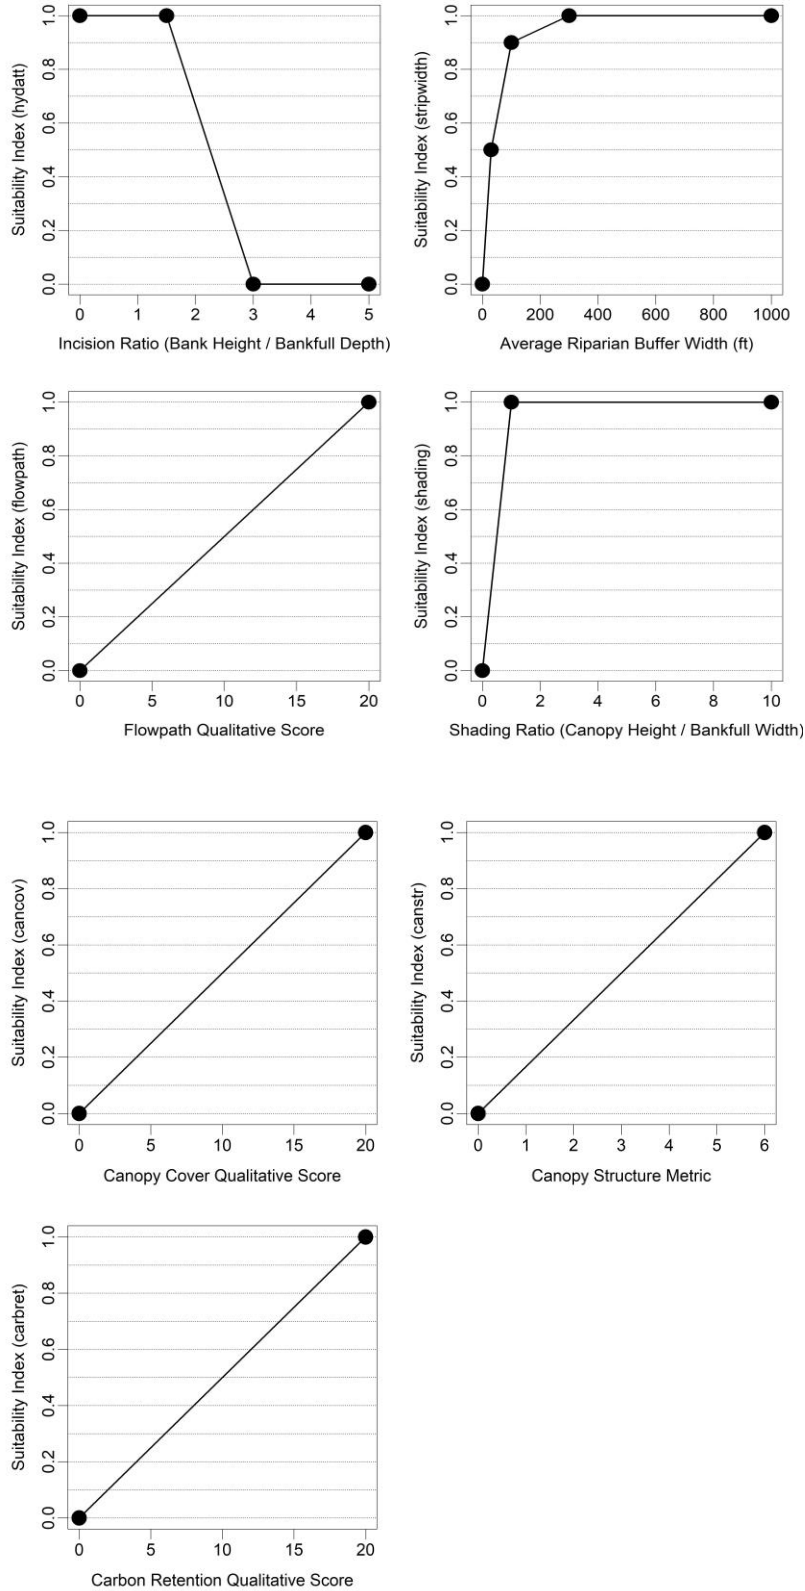 Suitability Index (hydatt)
0.0 0.2 0.4 0.6 0.8 1.0
0 1 2 3 4 5
Incision Ratio (Bank Height / Bankfull Depth)
Suitability Index (stripwidth)
0.0 0.2 0.4 0.6 0.8 1.0
0 200 400 600 800 1000
Average Riparian Buffer Width (ft)
Suitability Index (flowpath)
0.0 0.2 0.4 0.6 0.8 1.0
0 5 10 15 20
Flowpath Qualitative Score
Suitability Index (shading)
0.0 0.2 0.4 0.6 0.8 1.0
0 2 4 6 8 10
Shading Ratio (Canopy Height / Bankfull Width)
Suitability Index (cancov)
0.0 0.2 0.4 0.6 0.8 1.0
0 5 10 15 20
Canopy Cover Qualitative Score
Suitability Index (canstr)
0.0 0.2 0.4 0.6 0.8 1.0
0 1 2 3 4 5 6
Canopy Structure Metric
Suitability Index (carbret)
0.0 0.2 0.4 0.6 0.8 1.0
0 5 10 15 20
Carbon Retention Qualitative Score